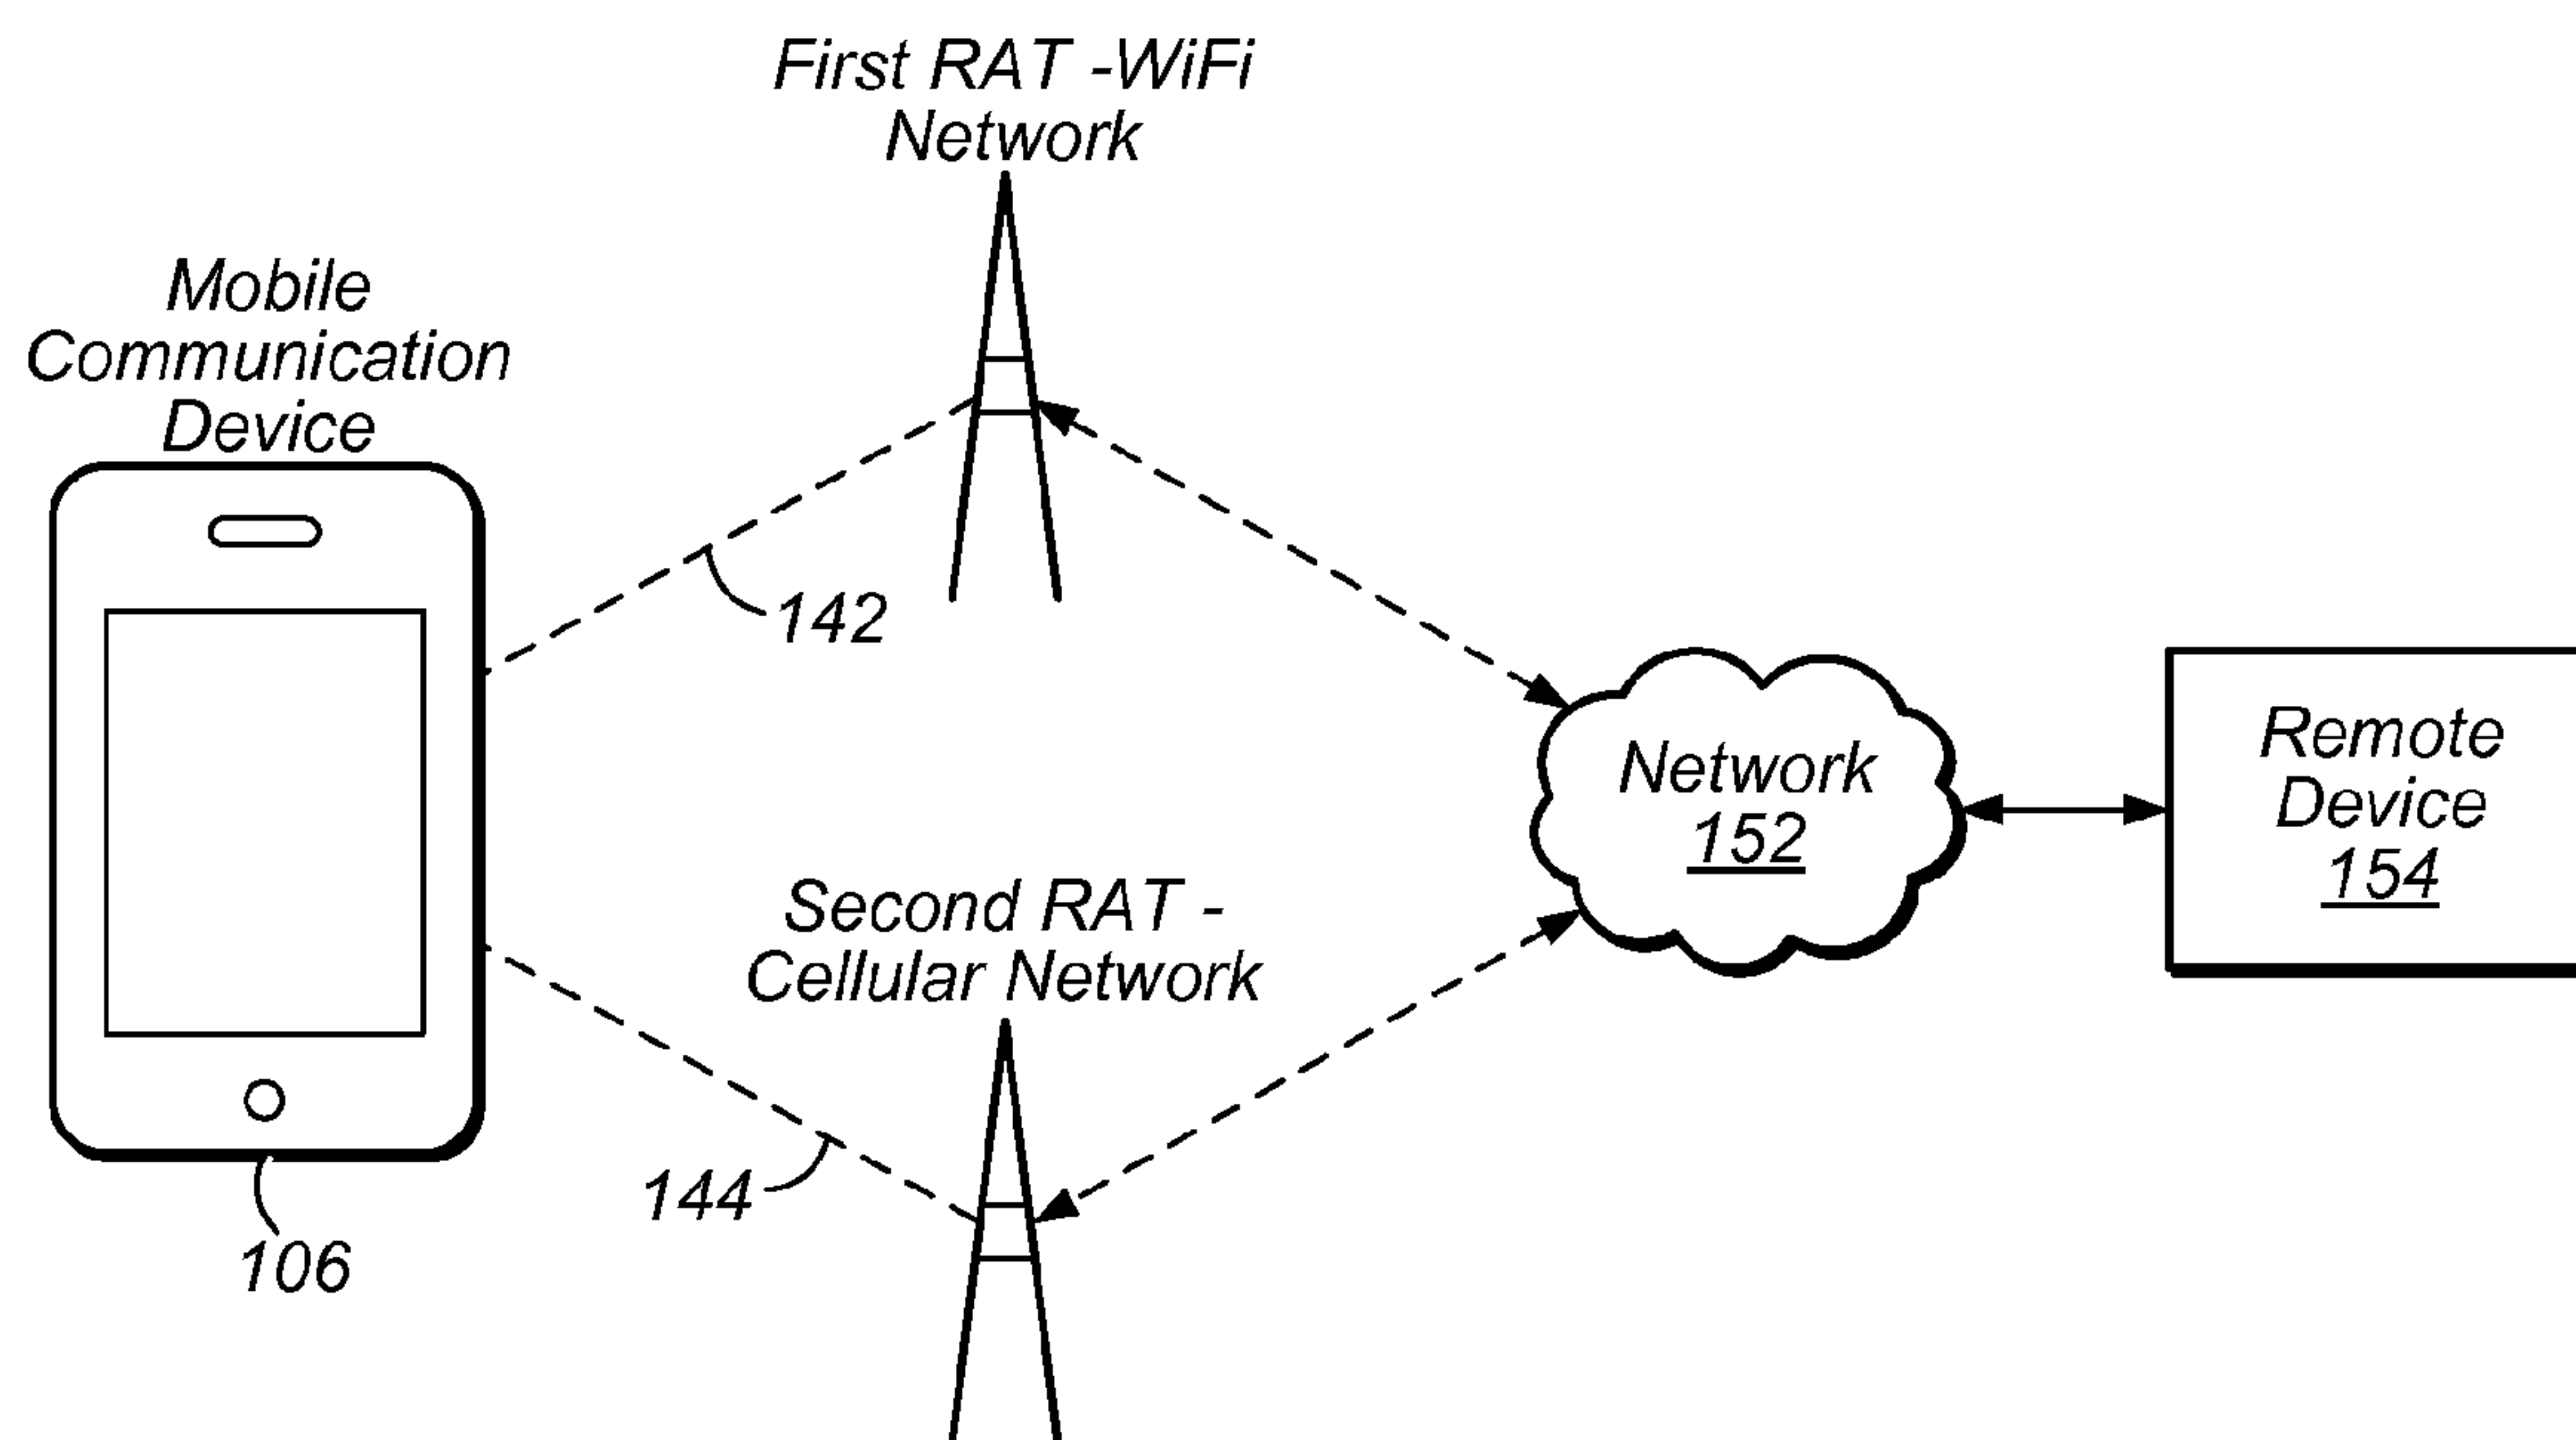 First RAT -WiFi
Network
Mobile
Communication
Device
142
Network
152
Remote
Device
154
Second RAT -
Cellular Network
144
106